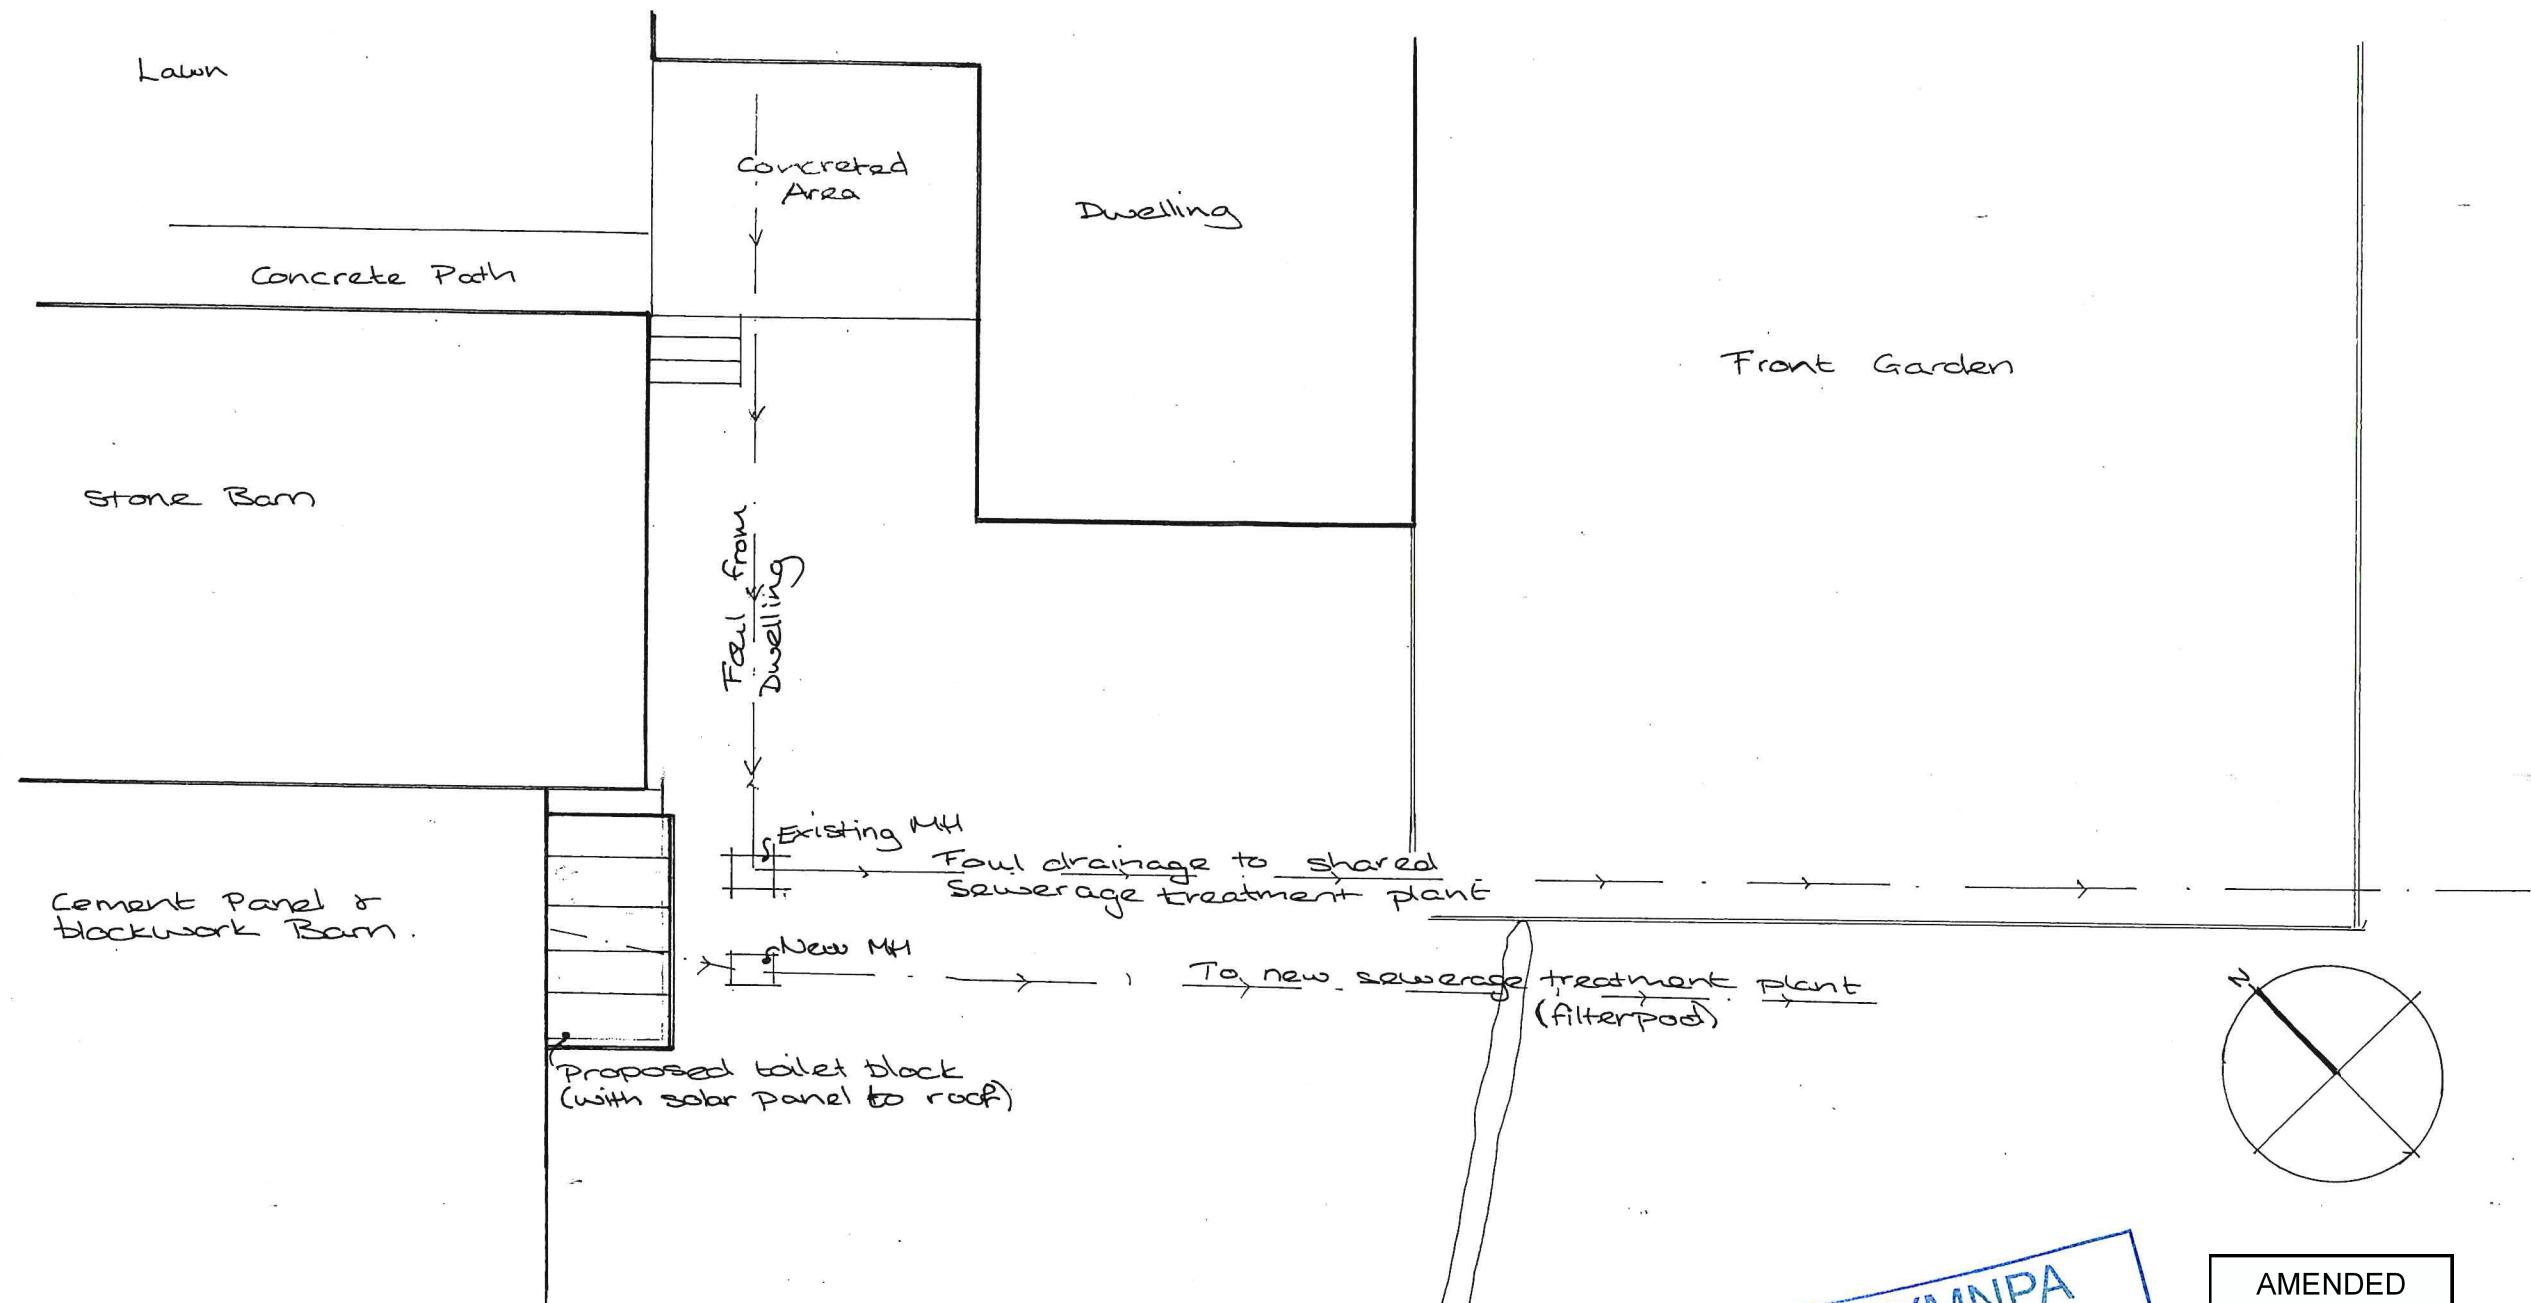 Lawn
Concreted
Area
Dwelling
Concrete Path
Front Garden
Stone Barn
Foul from
Dwelling
Existing MH
Foul drainage to shared
sewerage treatment plant
Cement Panel &
blockwork Barn.
New MH
To new sewerage treatment plant
(filterpod)
N
Proposed toilet block
(with solar panel to roof)
YMNPA
AMENDED